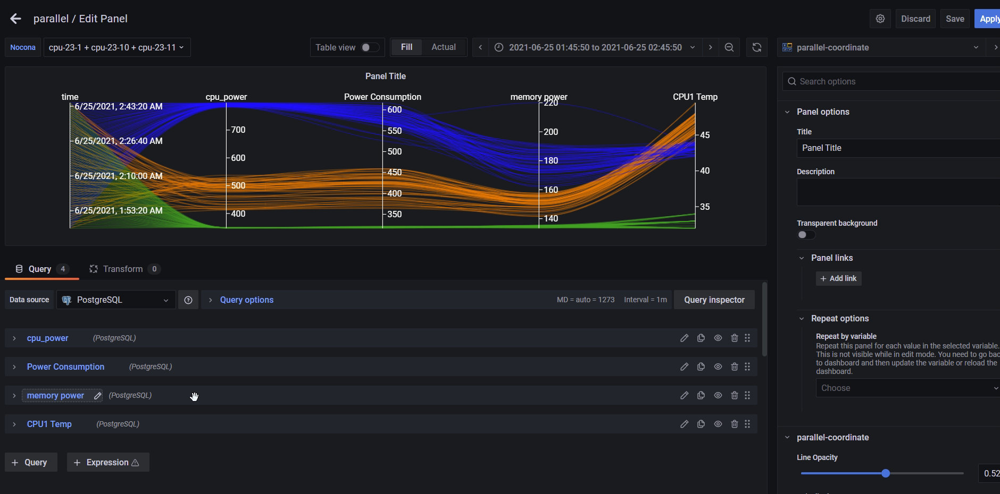 parallel / Edit Panel
Discard
Save
Apply
Nocona
cpu-23-1 + cpu-23-10 + cpu-23-11
Table view
Fill
Actual
2021-06-25 01:45:50 to 2021-06-25 02:45:50
parallel-coordinate
Panel Title
Search options
time
cpu_power
Power Consumption
memory power
CPU1 Temp
6/25/2021, 2:43:20 AM
6/25/2021, 2:26:40 AM
6/25/2021, 2:10:00 AM
6/25/2021, 1:53:20 AM
700
600
500
400
600
550
500
450
400
350
220
200
180
160
140
45
40
35
Panel options
Title
Panel Title
Description
Transparent background
Panel links
+ Add link
Repeat options
Repeat by variable
Repeat this panel for each value in the selected variable.
This is not visible while in edit mode. You need to go bac
to dashboard and then update the variable or reload the
dashboard.
Choose
parallel-coordinate
Line Opacity
0.52
Query 4
Transform 0
Data source
PostgreSQL
Query options
MD = auto = 1273
Interval = 1m
Query inspector
cpu_power (PostgreSQL)
Power Consumption (PostgreSQL)
memory power (PostgreSQL)
CPU1 Temp (PostgreSQL)
+ Query
+ Expression